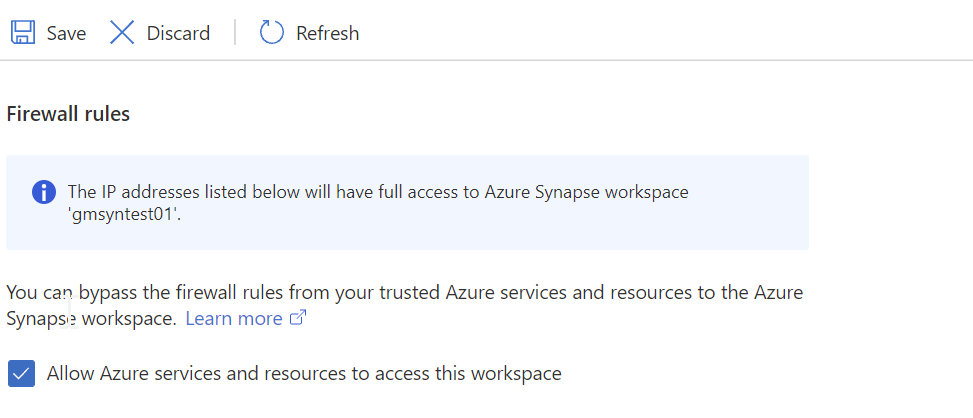 Save Discard Refresh
Firewall rules
The IP addresses listed below will have full access to Azure Synapse workspace
'gmsyntest01'.
You can bypass the firewall rules from your trusted Azure services and resources to the Azure
Synapse workspace. Learn more
Allow Azure services and resources to access this workspace